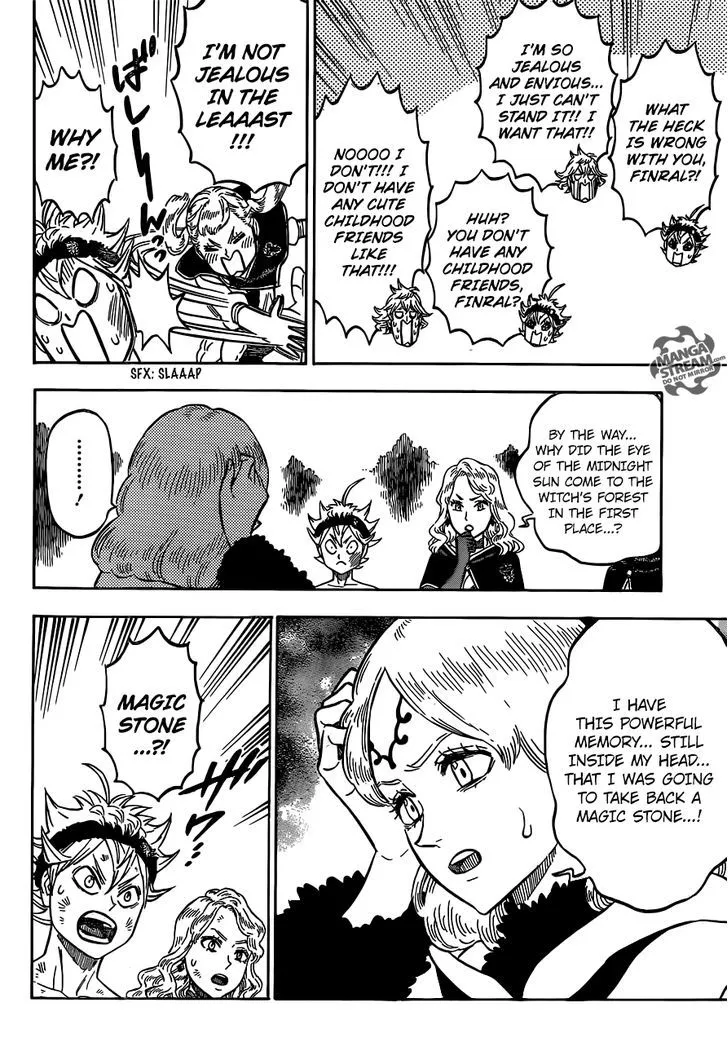 WHAT
THE HECK
IS WRONG
WITH YOU,
FINRAL?!
I'M SO
JEALOUS
AND ENVIOUS...
I JUST CAN'T
STAND IT!! I
WANT THAT!!
HUH?
YOU DON'T
HAVE ANY
CHILDHOOD
FRIENDS,
FINRAL?
NOOOO I
DON'T!!! I
DON'T HAVE
ANY CUTE
CHILDHOOD
FRIENDS
LIKE
THAT!!!
I'M NOT
JEALOUS
IN THE
LEAAAST
!!!
ばしーんっ
WHY
ME?!
SFX: SLAAAP
MANGA
STREAM.com
DO NOT MIRROR
BY THE WAY...
WHY DID THE EYE
OF THE MIDNIGHT
SUN COME TO THE
WITCH'S FOREST
IN THE FIRST
PLACE...?
......!
I HAVE
THIS POWERFUL
MEMORY... STILL
INSIDE MY HEAD...
THAT I WAS GOING
TO TAKE BACK A
MAGIC STONE...!
MAGIC
STONE
...?!